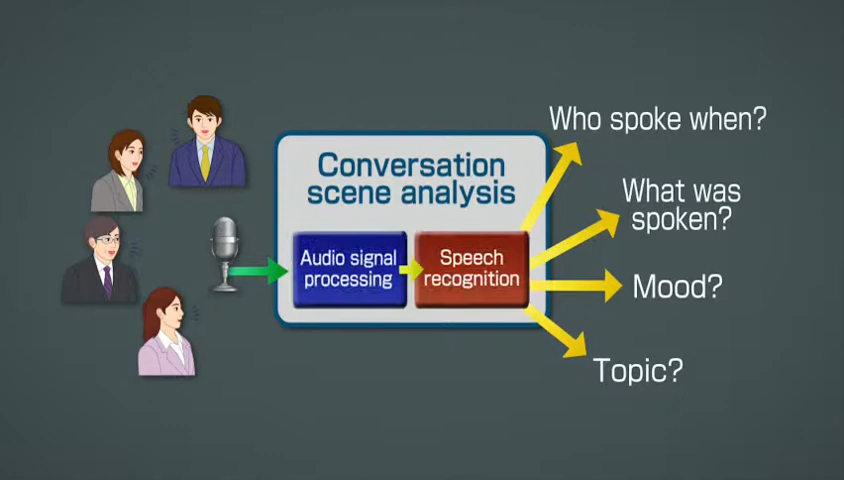 Conversation
scene analysis
Audio signal
processing
Speech
recognition
Who spoke when?
What was
spoken?
Mood?
Topic?